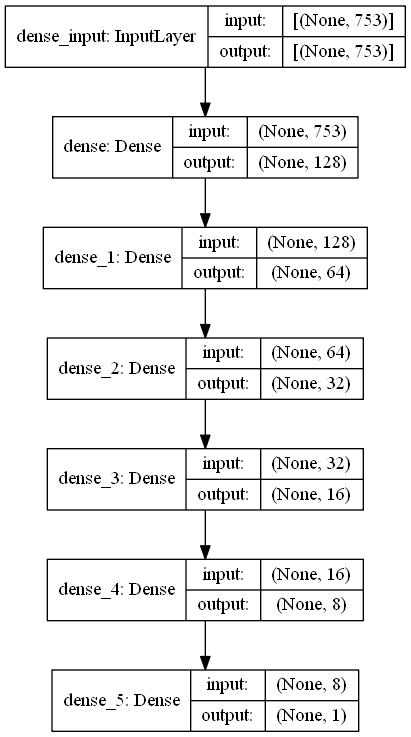 dense_input: InputLayer
input: [(None, 753)]
output: [(None, 753)]
dense: Dense
input: (None, 753)
output: (None, 128)
dense_1: Dense
input: (None, 128)
output: (None, 64)
dense_2: Dense
input: (None, 64)
output: (None, 32)
dense_3: Dense
input: (None, 32)
output: (None, 16)
dense_4: Dense
input: (None, 16)
output: (None, 8)
dense_5: Dense
input: (None, 8)
output: (None, 1)